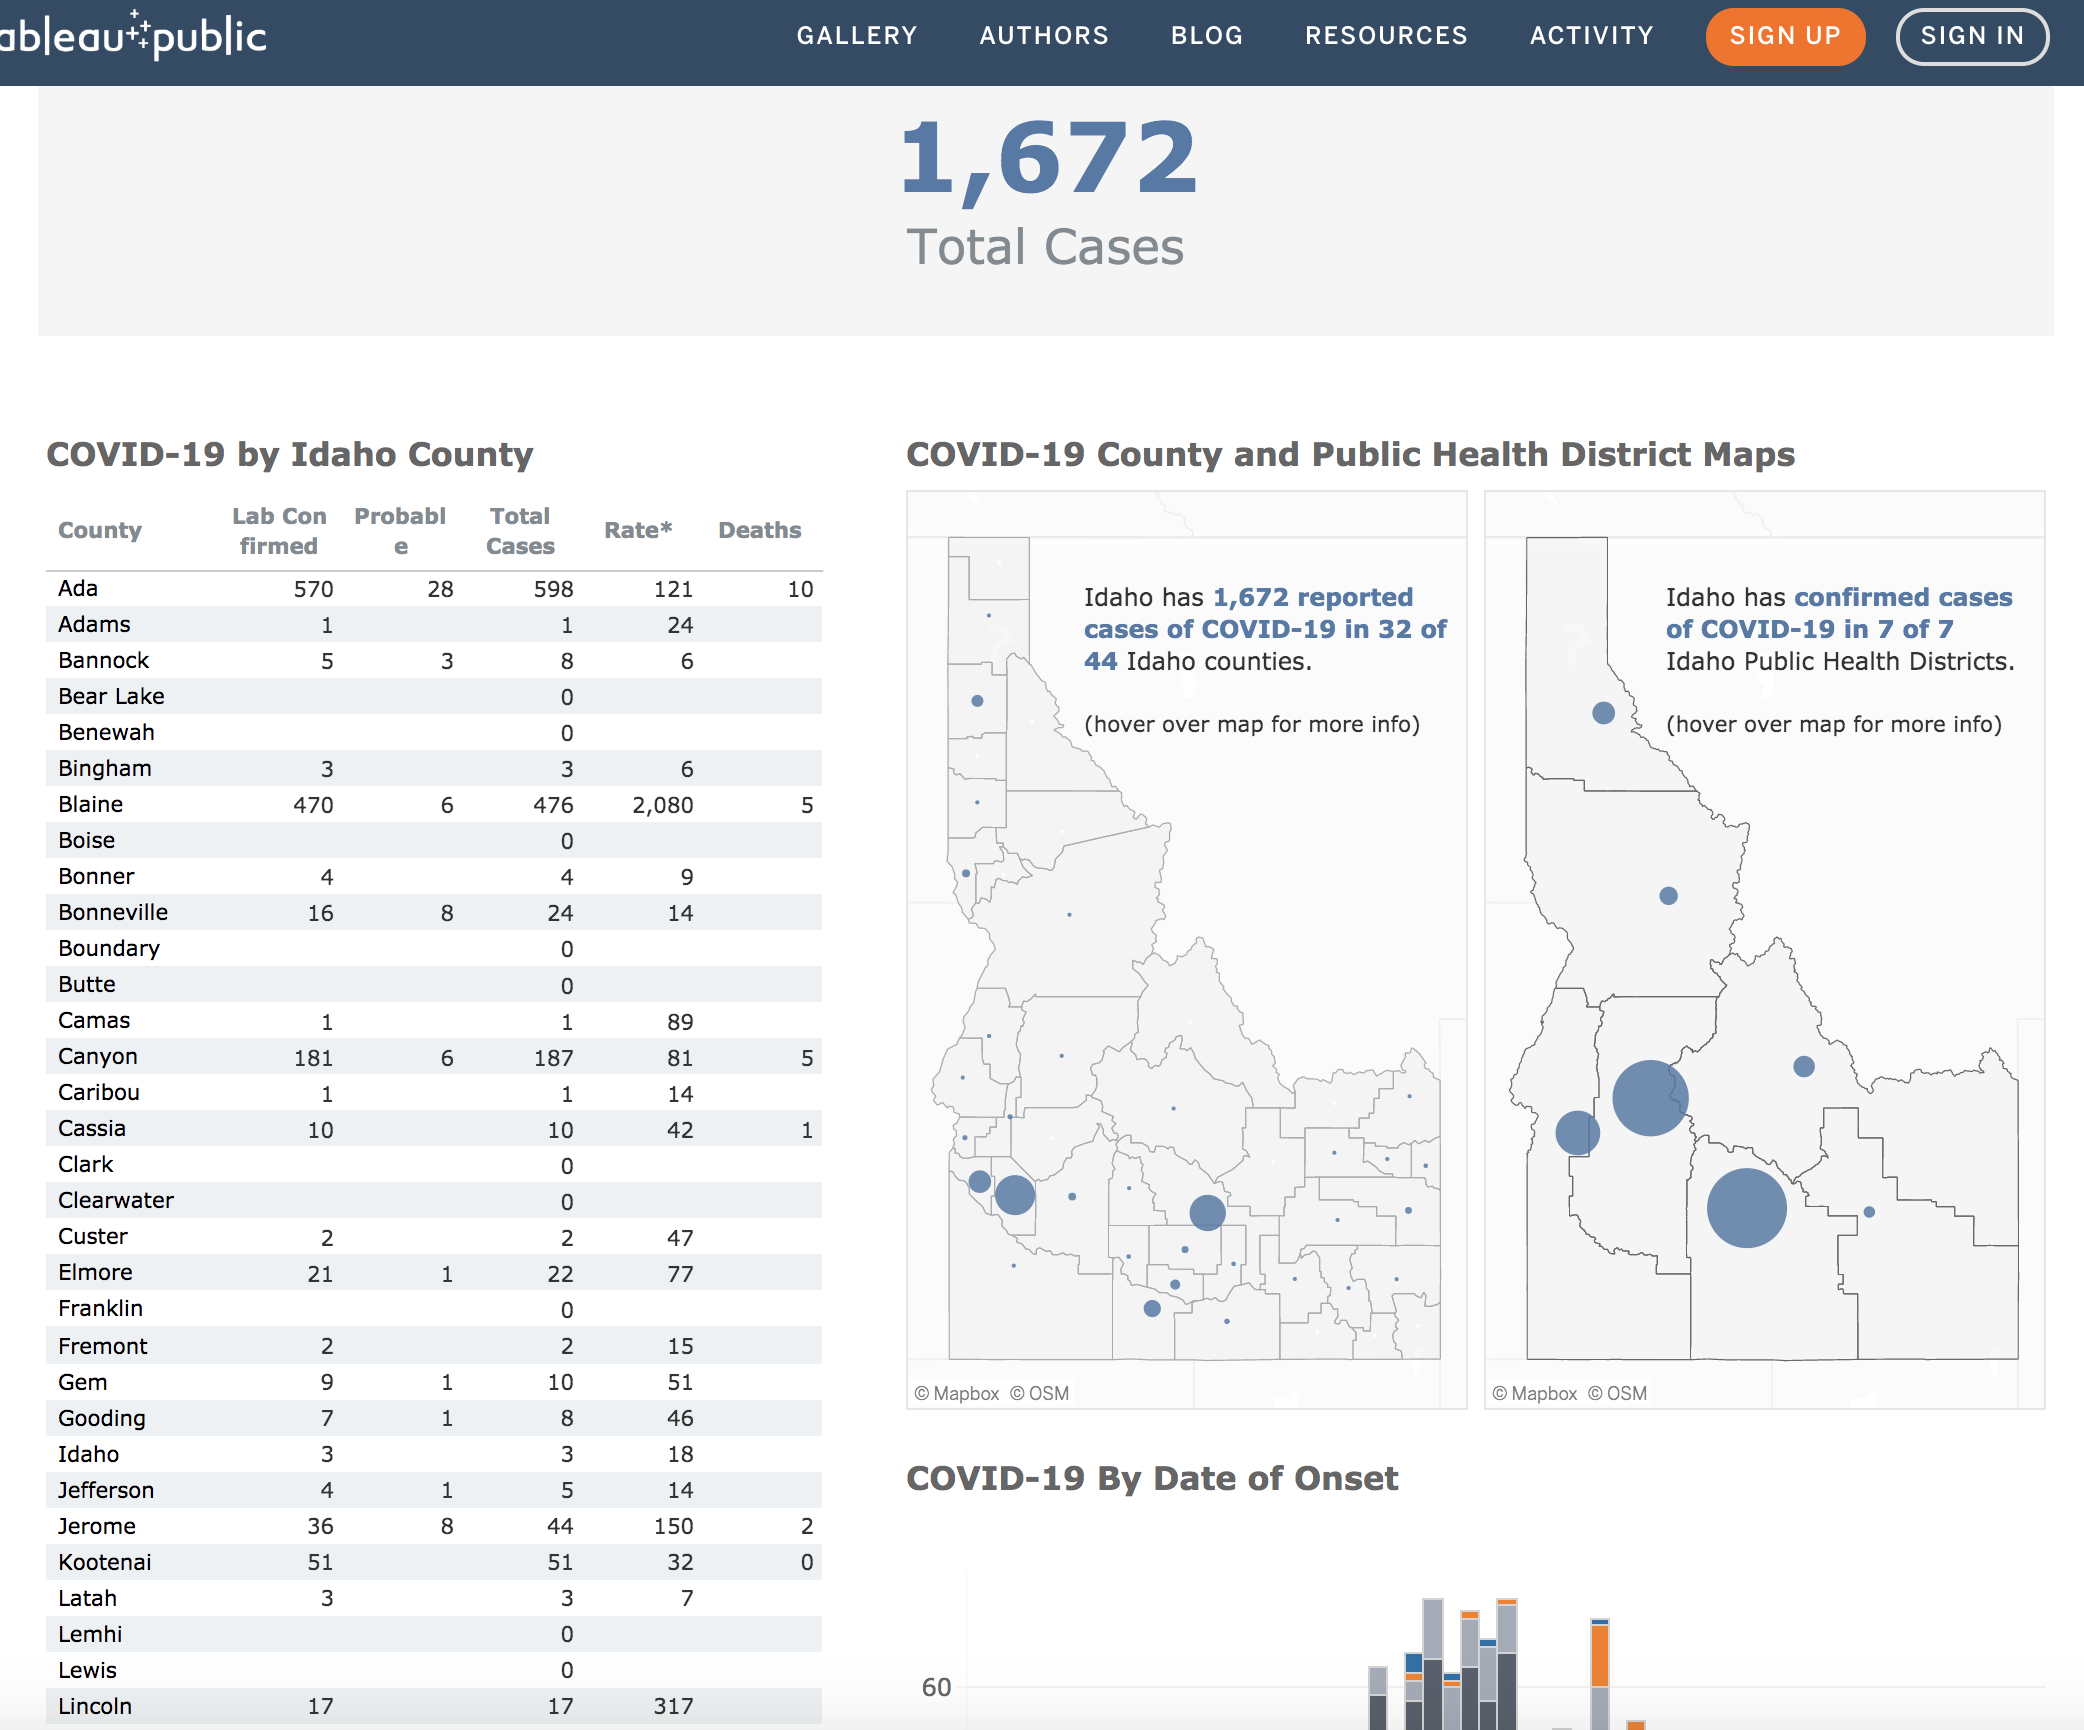 ableau public GALLERY AUTHORS BLOG RESOURCES ACTIVITY SIGN UP SIGN IN
1,672
Total Cases
COVID-19 by Idaho County
County Lab Con Probabl Total Rate* Deaths
firmed e Cases
Ada 570 28 598 121 10
Adams 1 1 24
Bannock 5 3 8 6
Bear Lake 0
Benewah 0
Bingham 3 3 6
Blaine 470 6 476 2,080 5
Boise 0
Bonner 4 4 9
Bonneville 16 8 24 14
Boundary 0
Butte 0
Camas 1 1 89
Canyon 181 6 187 81 5
Caribou 1 1 14
Cassia 10 10 42 1
Clark 0
Clearwater 0
Custer 2 2 47
Elmore 21 1 22 77
Franklin 0
Fremont 2 2 15
Gem 9 1 10 51
Gooding 7 1 8 46
Idaho 3 3 18
Jefferson 4 1 5 14
Jerome 36 8 44 150 2
Kootenai 51 51 32 0
Latah 3 3 7
Lemhi 0
Lewis 0
Lincoln 17 17 317
COVID-19 County and Public Health District Maps
Idaho has 1,672 reported
cases of COVID-19 in 32 of
44 Idaho counties.
(hover over map for more info)
© Mapbox © OSM
Idaho has confirmed cases
of COVID-19 in 7 of 7
Idaho Public Health Districts.
(hover over map for more info)
© Mapbox © OSM
COVID-19 By Date of Onset
60